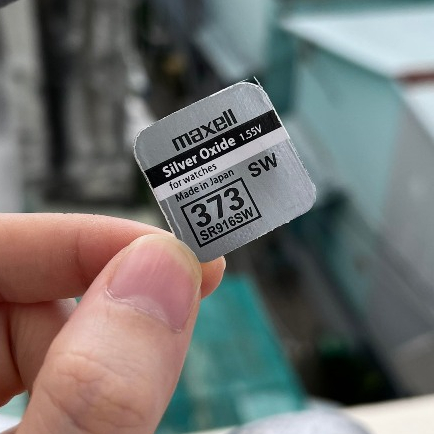 maxell
Silver Oxide 1.55V
for watches SW
Made in Japan
373
SR916SW